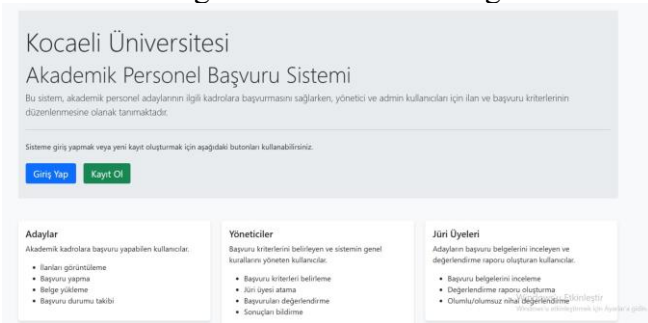 Kocaeli Üniversitesi
Akademik Personel Başvuru Sistemi
Bu sistem, akademik personel adaylarının ilgili kadrolara başvurmasını sağlarken, yönetici ve admin kullanıcıları için ilan ve başvuru kriterlerinin
düzenlenmesine olanak tanımaktadır.
Sisteme giriş yapmak veya yeni kayıt oluşturmak için aşağıdaki butonları kullanabilirsiniz.
Giriş Yap
Kayıt Ol
Adaylar
Akademik kadrolara başvuru yapabilen kullanıcılar.
• İlanları görüntüleme
• Başvuru yapma
• Belge yükleme
• Başvuru durumu takibi
Yöneticiler
Başvuru kriterlerini belirleyen ve sistemin genel
kurallarını yöneten kullanıcılar.
• Başvuru kriterleri belirleme
• Jüri üyesi atama
• Başvuruları değerlendirme
• Sonuçları bildirme
Jüri Üyeleri
Adayların başvuru belgelerini inceleyen ve
değerlendirme raporu oluşturan kullanıcılar.
• Başvuru belgelerini inceleme
• Değerlendirme raporu oluşturma
• Olumlu/olumsuz nihai değerlendirme
Windows'u Etkinleştir
Windows'u etkinleştirmek için Ayarlar'a gidin.